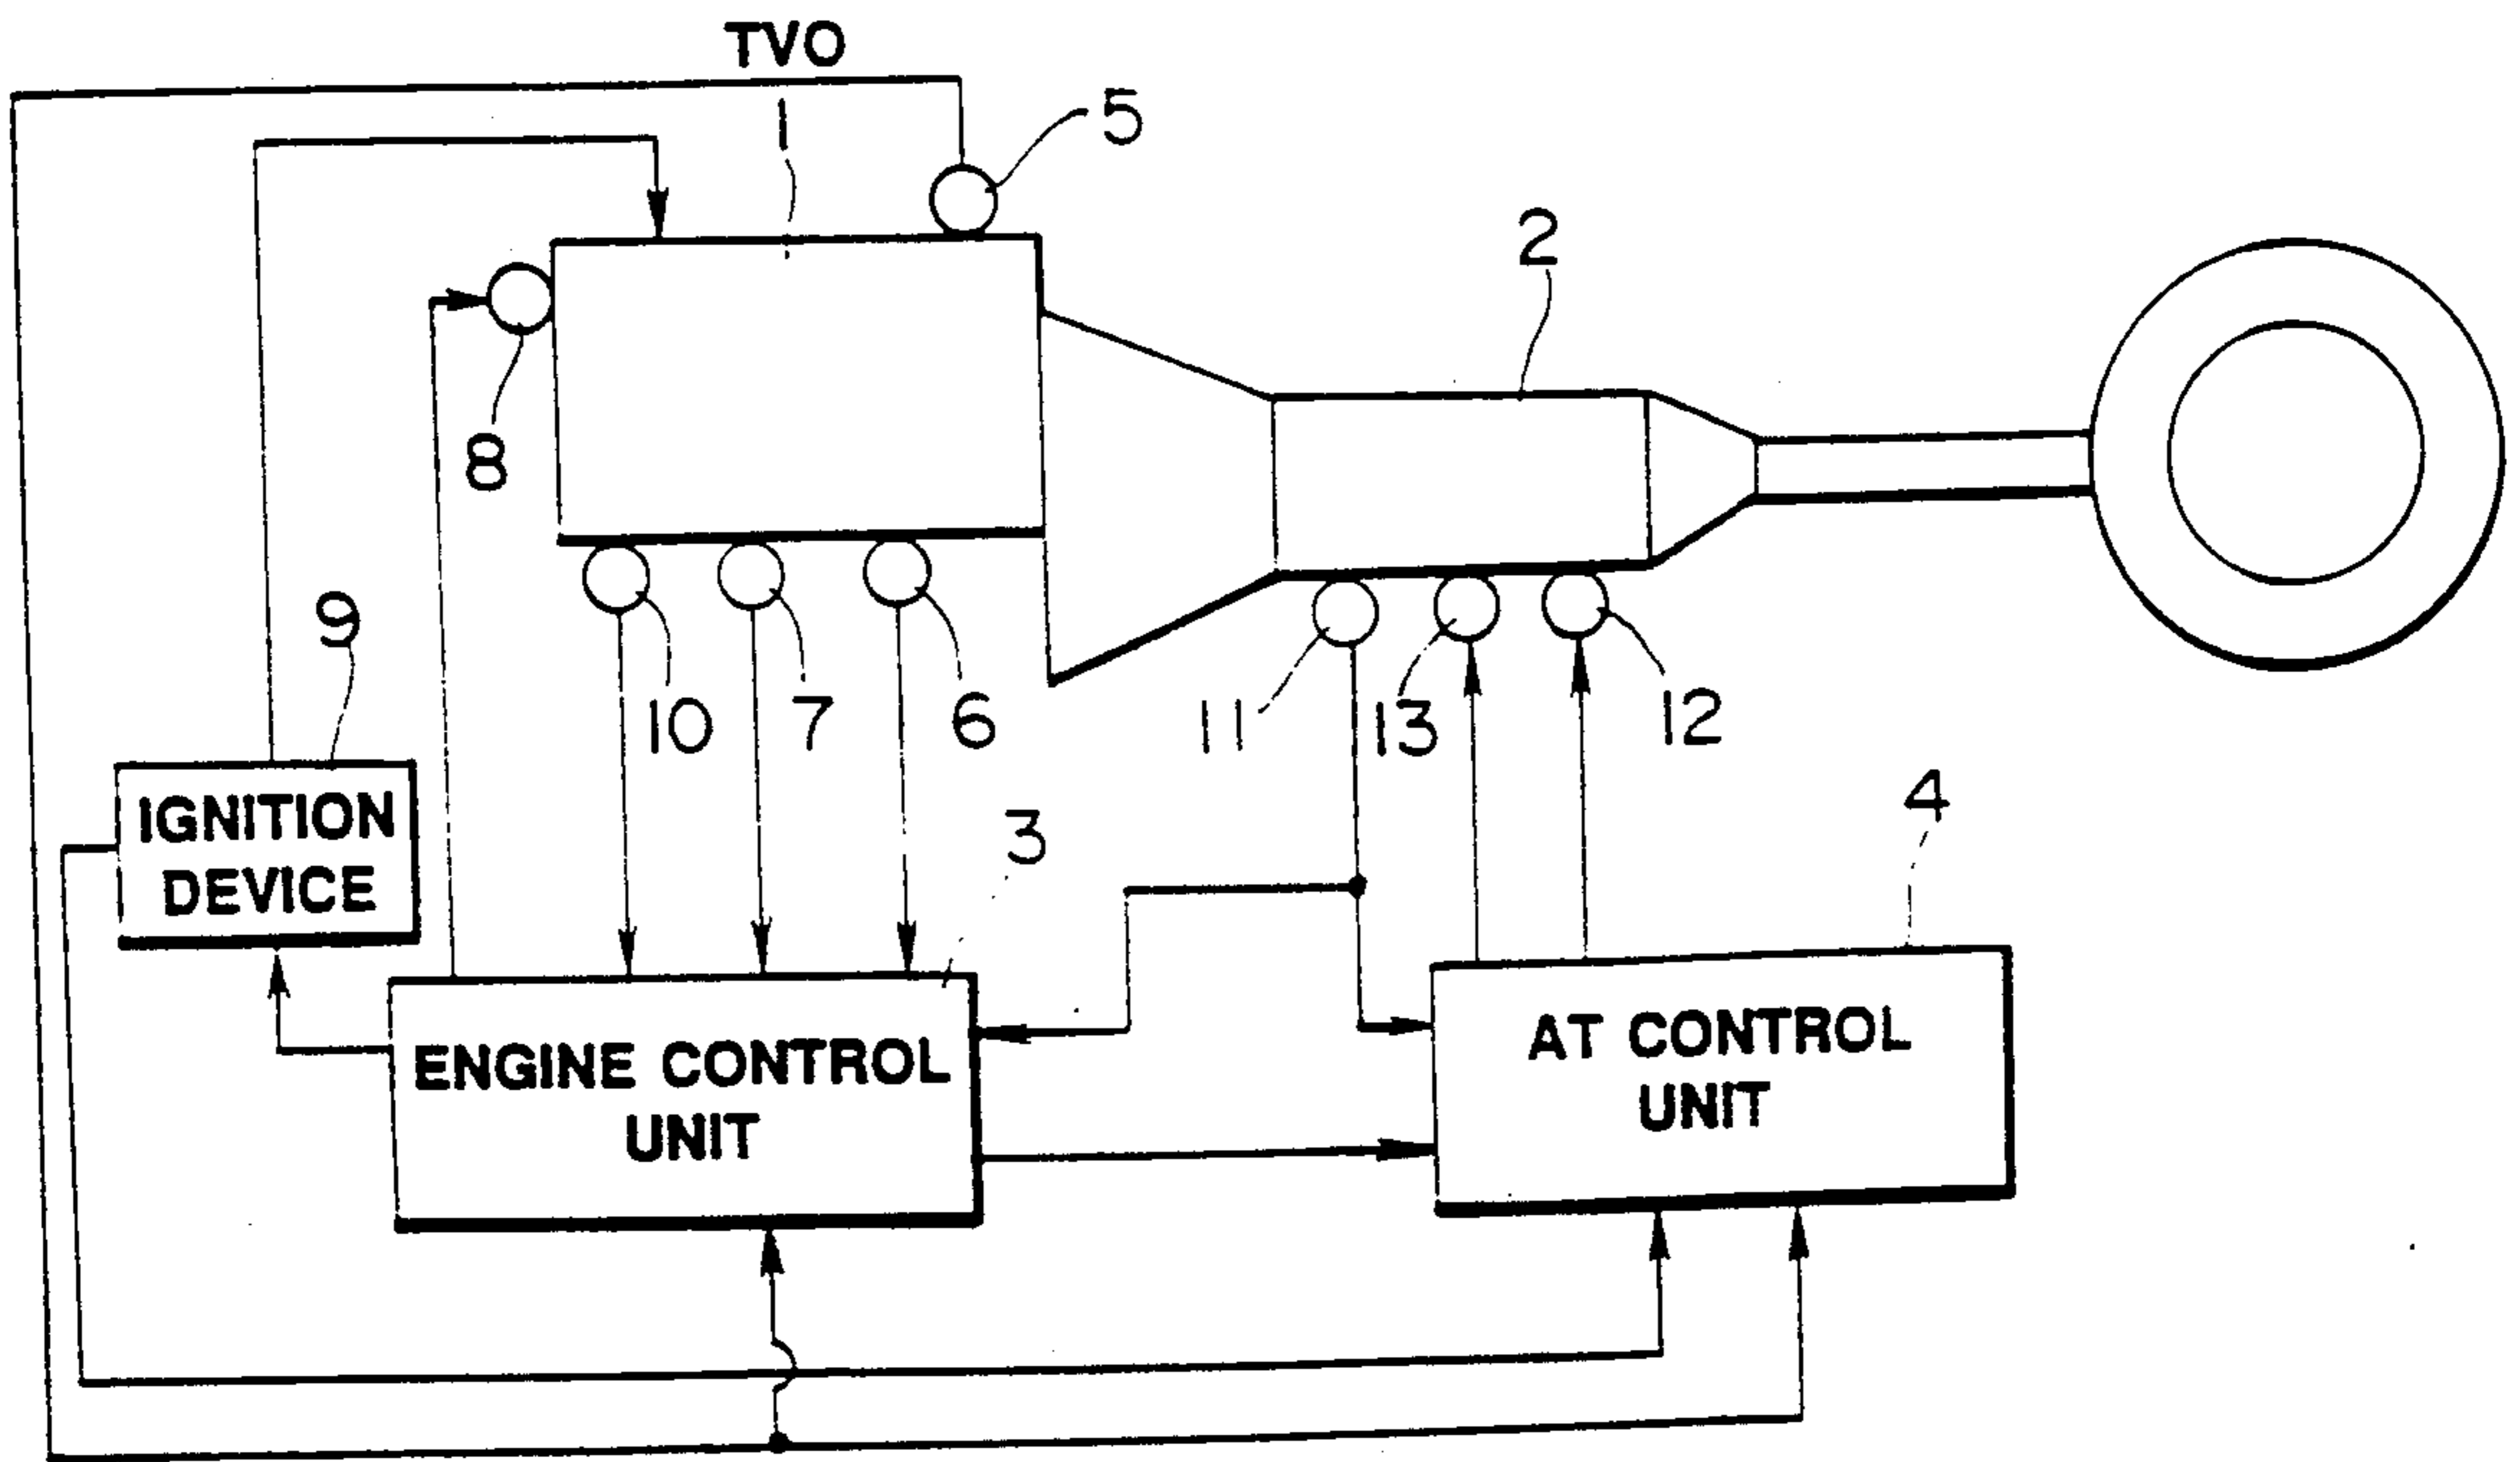 TVO
1
5
2
8
9
10
7
6
11
13
12
3
4
IGNITION
DEVICE
ENGINE CONTROL
UNIT
AT CONTROL
UNIT